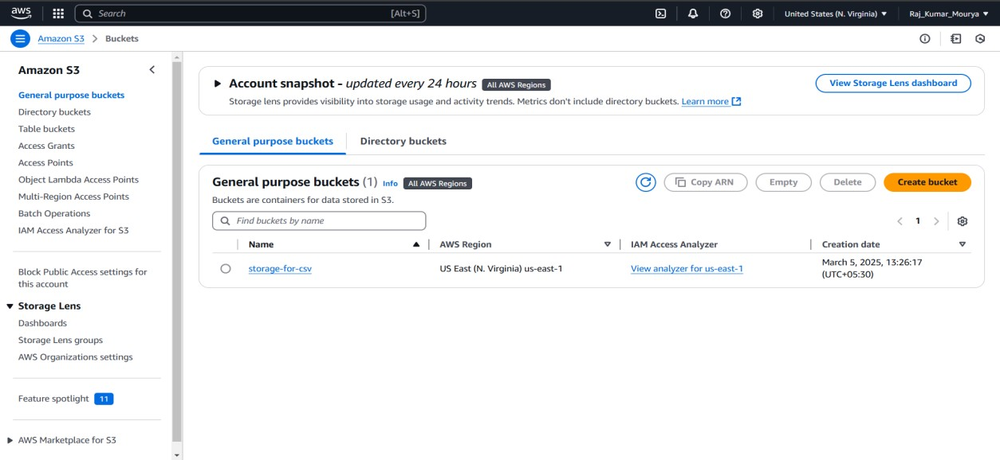 aws
Search [Alt+S]
United States (N. Virginia) ▼
Raj_Kumar_Mourya ▼
Amazon S3 > Buckets
Amazon S3
General purpose buckets
Directory buckets
Table buckets
Access Grants
Access Points
Object Lambda Access Points
Multi-Region Access Points
Batch Operations
IAM Access Analyzer for S3
Block Public Access settings for
this account
Storage Lens
Dashboards
Storage Lens groups
AWS Organizations settings
Feature spotlight 11
AWS Marketplace for S3
Account snapshot - updated every 24 hours All AWS Regions
View Storage Lens dashboard
Storage lens provides visibility into storage usage and activity trends. Metrics don't include directory buckets. Learn more
General purpose buckets Directory buckets
General purpose buckets (1) Info All AWS Regions
Copy ARN Empty Delete Create bucket
Buckets are containers for data stored in S3.
Find buckets by name
1
Name AWS Region IAM Access Analyzer Creation date
storage-for-csv US East (N. Virginia) us-east-1 View analyzer for us-east-1 March 5, 2025, 13:26:17
(UTC+05:30)